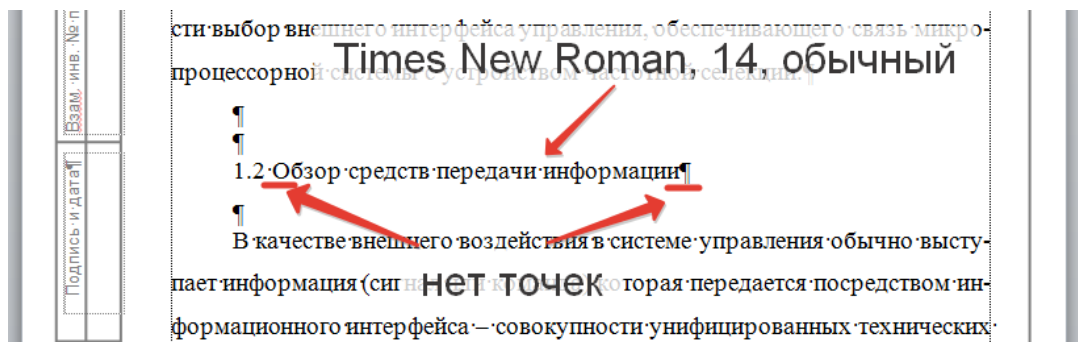 Взам. инв. № п
Подпись и дата¶
сти·выбор·внешнего·интерфейса·управления,·обеспечивающего·связь·микро-
процессорной·системы·с·устройством·частотной·селекции.¶
Times New Roman, 14, обычный
¶
¶
1.2·Обзор·средств·передачи·информации¶
¶
В·качестве·внешнего·воздействия·в·системе·управления·обычно·высту-
пает·информация·(сиг которая·передается·посредством·ин-
нет точек
формационного·интерфейса·–·совокупности·унифицированных·технических·